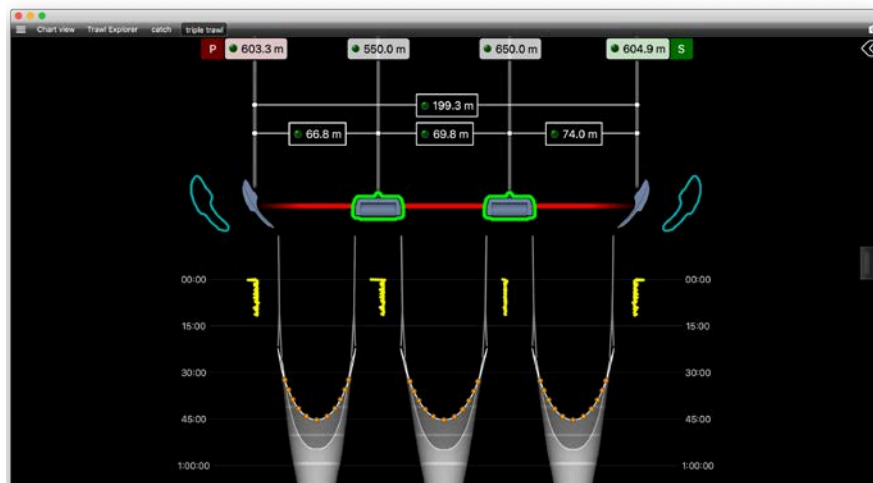 Chart view Trawl Explorer catch triple trawl
P 603.3 m 550.0 m 650.0 m 604.9 m S
199.3 m
66.8 m 69.8 m 74.0 m
00:00 00:00
15:00 15:00
30:00 30:00
45:00 45:00
1:00:00 1:00:00